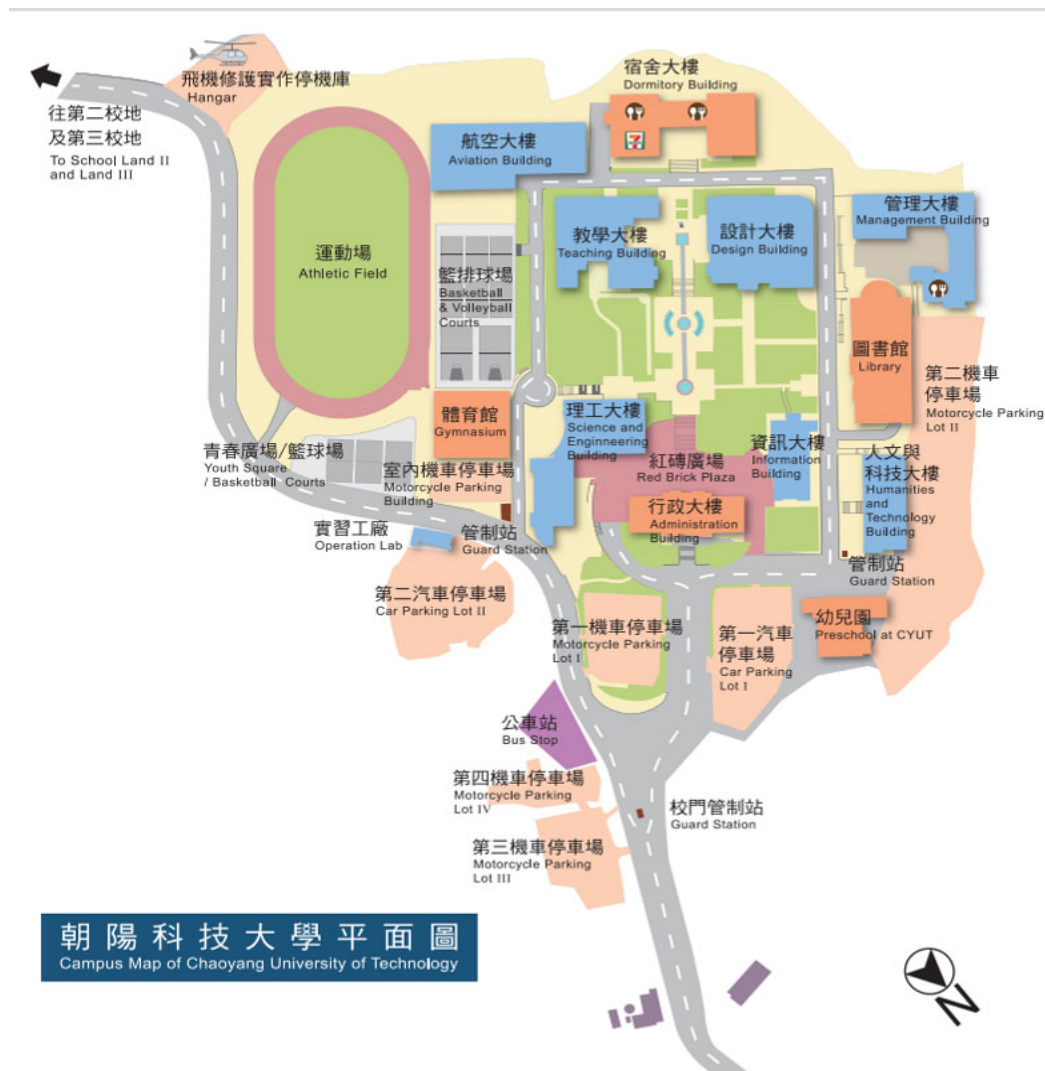 飛機修護實作停機庫
Hangar
往第二校地
及第三校地
To School Land II
and Land III
宿舍大樓
Dormitory Building
7
航空大樓
Aviation Building
管理大樓
Management Building
教學大樓
Teaching Building
設計大樓
Design Building
運動場
Athletic Field
籃排球場
Basketball
& Volleyball
Courts
圖書館
Library
第二機車
停車場
Motorcycle Parking
Lot II
體育館
Gymnasium
理工大樓
Science and
Enginneering
Building
青春廣場/籃球場
Youth Square
/ Basketball Courts
室內機車停車場
Motorcycle Parking
Building
紅磚廣場
Red Brick Plaza
資訊大樓
Information
Building
人文與
科技大樓
Humanities
and
Technology
Building
行政大樓
Administration
Building
實習工廠
Operation Lab
管制站
Guard Station
管制站
Guard Station
第二汽車停車場
Car Parking Lot II
第一機車停車場
Motorcycle Parking
Lot I
第一汽車
停車場
Car Parking
Lot I
幼兒園
Preschool at CYUT
公車站
Bus Stop
第四機車停車場
Motorcycle Parking
Lot IV
校門管制站
Guard Station
第三機車停車場
Motorcycle Parking
Lot III
朝陽科技大學平面圖
Campus Map of Chaoyang University of Technology
N